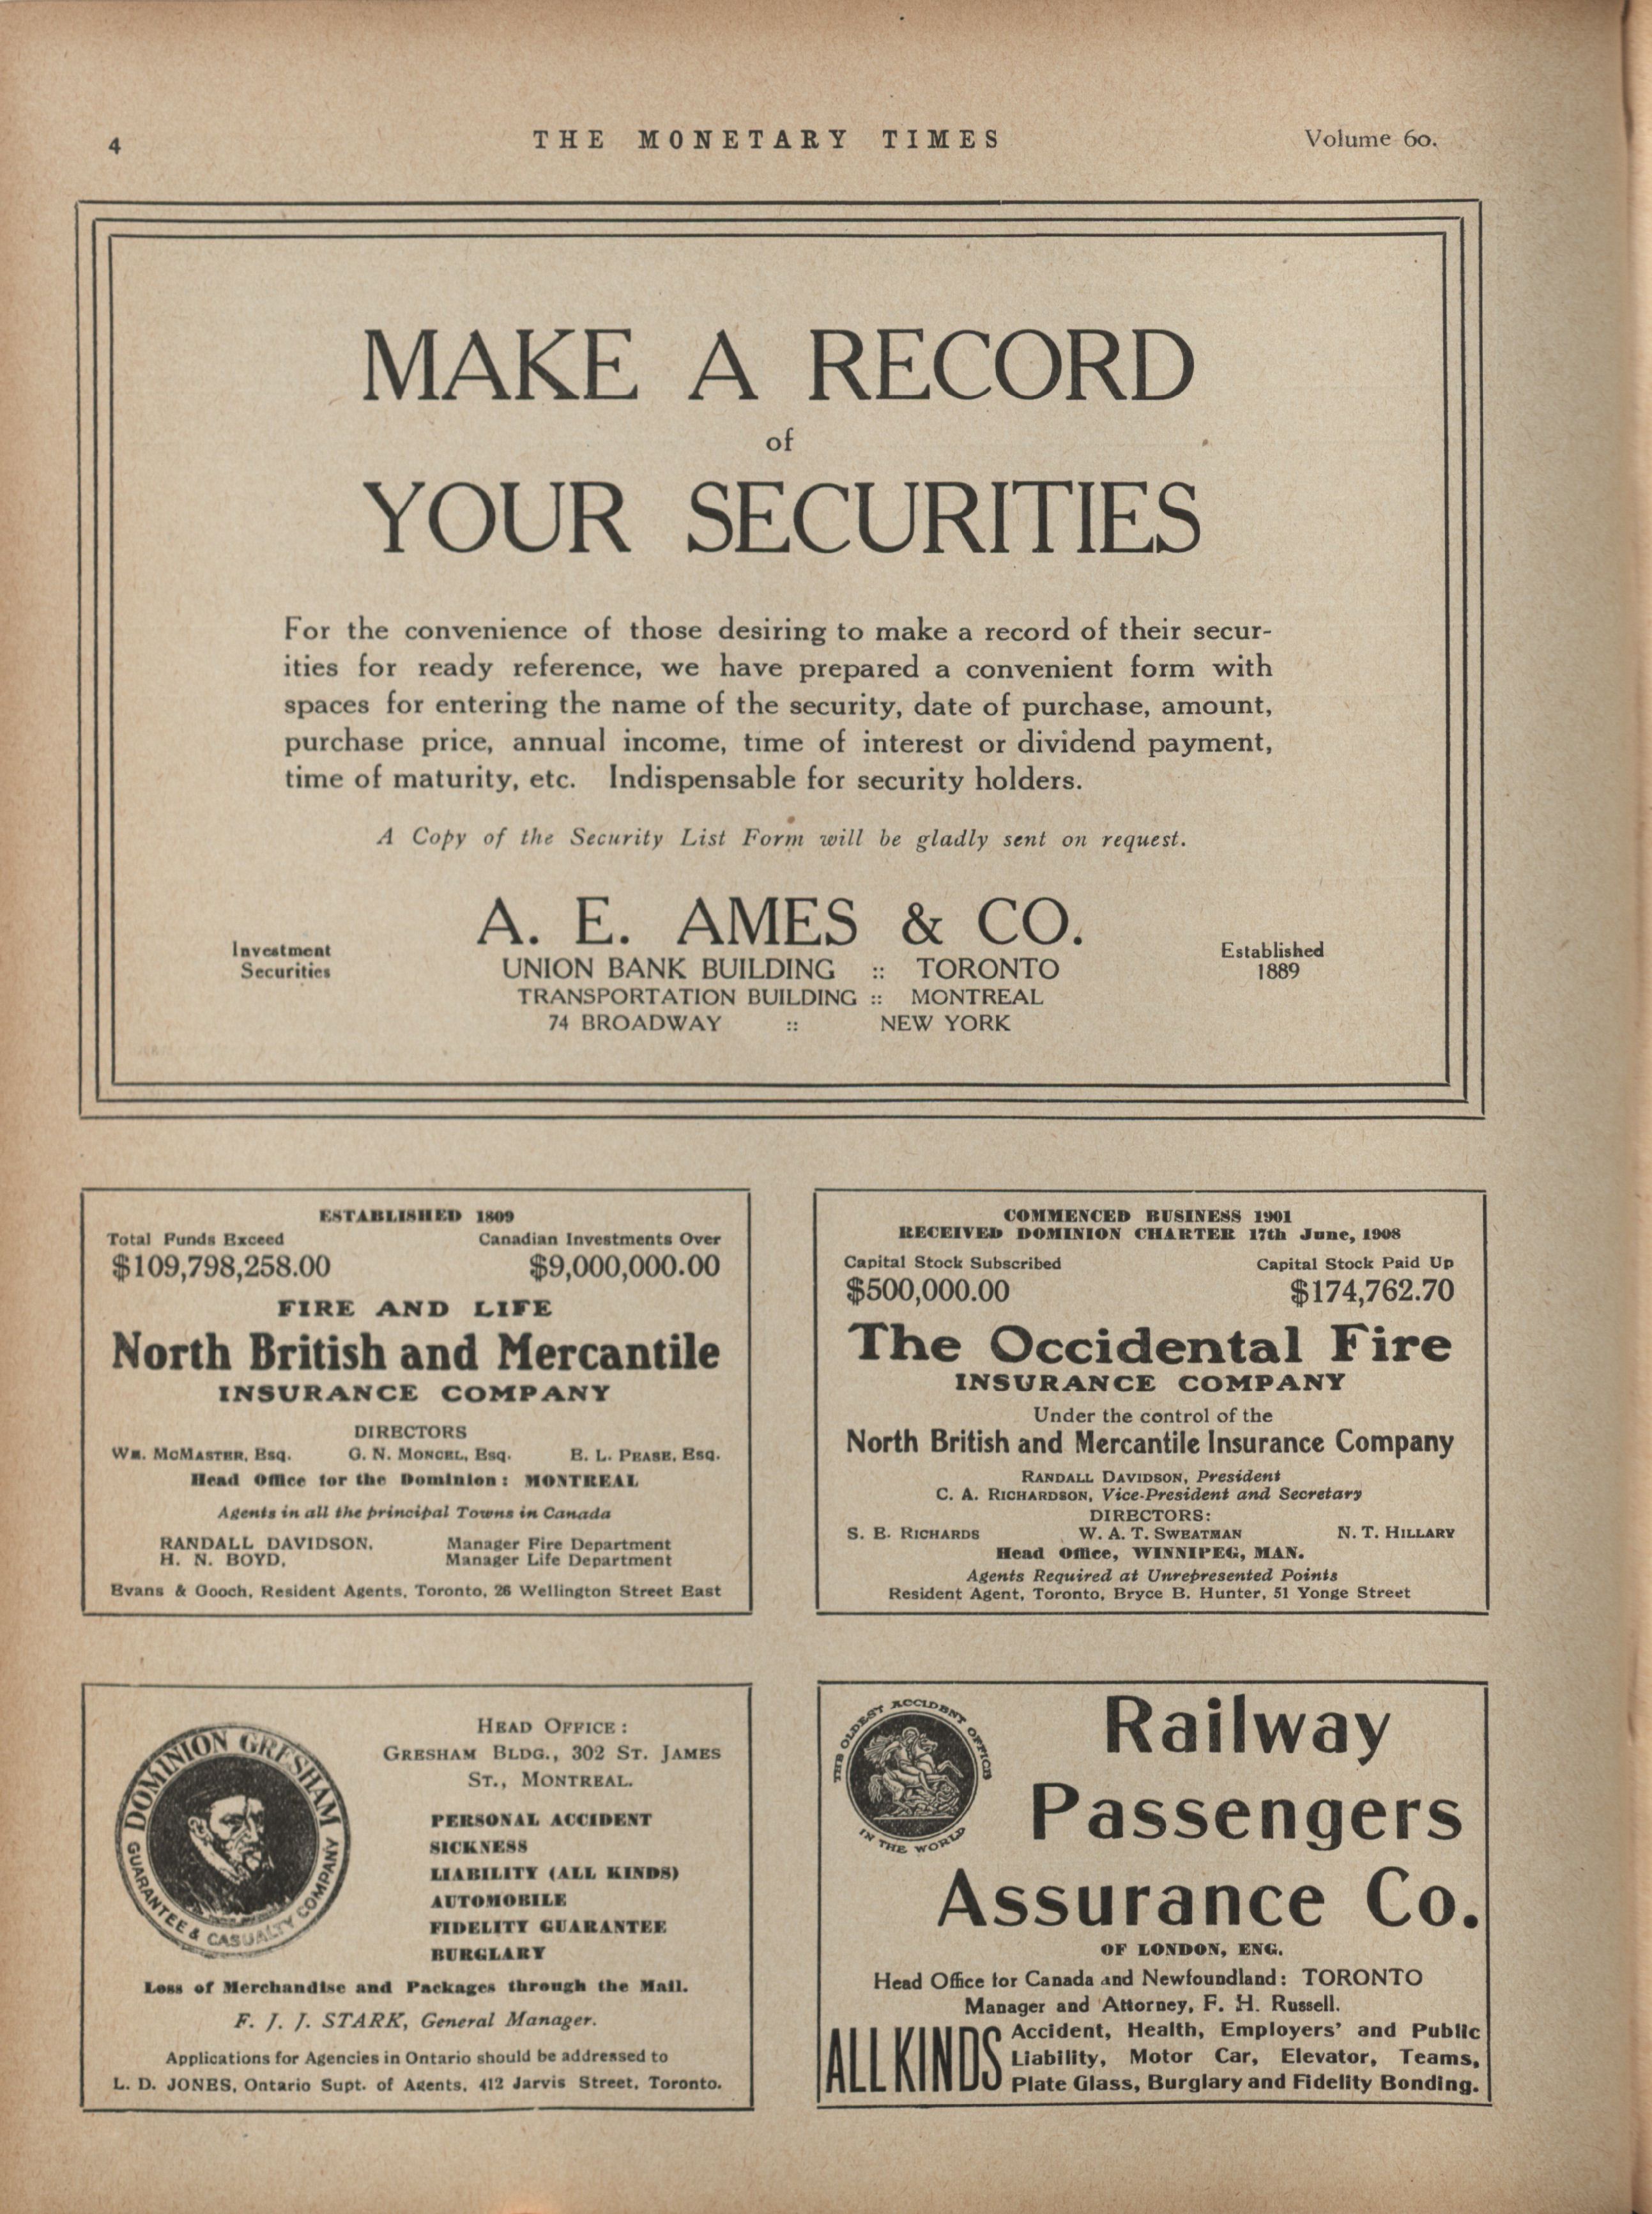 4
THE MONETARY TIMES
Volume 60.
MAKE A RECORD
of
YOUR SECURITIES
For the convenience of those desiring to make a record of their secur-
ities for ready reference, we have prepared a convenient form with
spaces for entering the name of the security, date of purchase, amount,
purchase price, annual income, time of interest or dividend payment,
time of maturity, etc. Indispensable for security holders.
A Copy of the Security List Form will be gladly sent on request.
Investment
Securities
A. E. AMES & CO.
UNION BANK BUILDING :: TORONTO
TRANSPORTATION BUILDING :: MONTREAL
74 BROADWAY :: NEW YORK
Established
1889
ESTABLISHED 1809
Total Funds Exceed Canadian Investments Over
$109,798,258.00 $9,000,000.00
FIRE AND LIFE
North British and Mercantile
INSURANCE COMPANY
DIRECTORS
WM. MCMASTER, Esq. G. N. MONCEL, Esq. E. L. PEASE, Esq.
Head Office for the Dominion: MONTREAL
Agents in all the principal Towns in Canada
RANDALL DAVIDSON, Manager Fire Department
H. N. BOYD, Manager Life Department
Evans & Gooch, Resident Agents, Toronto, 26 Wellington Street East
COMMENCED BUSINESS 1901
RECEIVED DOMINION CHARTER 17th June, 1908
Capital Stock Subscribed Capital Stock Paid Up
$500,000.00 $174,762.70
The Occidental Fire
INSURANCE COMPANY
Under the control of the
North British and Mercantile Insurance Company
RANDALL DAVIDSON, President
C. A. RICHARDSON, Vice-President and Secretary
DIRECTORS:
S. E. RICHARDS W. A. T. SWEATMAN N. T. HILLARY
Head Office, WINNIPEG, MAN.
Agents Required at Unrepresented Points
Resident Agent, Toronto, Bryce B. Hunter, 51 Yonge Street
DOMINION GRESHAM
GUARANTEE & CASUALTY COMPANY
HEAD OFFICE:
GRESHAM BLDG., 302 ST. JAMES
ST., MONTREAL.
PERSONAL ACCIDENT
SICKNESS
LIABILITY (ALL KINDS)
AUTOMOBILE
FIDELITY GUARANTEE
BURGLARY
Loss of Merchandise and Packages through the Mail.
F. J. J. STARK, General Manager.
Applications for Agencies in Ontario should be addressed to
L. D. JONES, Ontario Supt. of Agents, 412 Jarvis Street, Toronto.
THE OLDEST ACCIDENT OFFICE
IN THE WORLD
Railway
Passengers
Assurance Co.
OF LONDON, ENG.
Head Office for Canada and Newfoundland: TORONTO
Manager and Attorney, F. H. Russell.
ALL KINDS
Accident, Health, Employers' and Public
Liability, Motor Car, Elevator, Teams,
Plate Glass, Burglary and Fidelity Bonding.